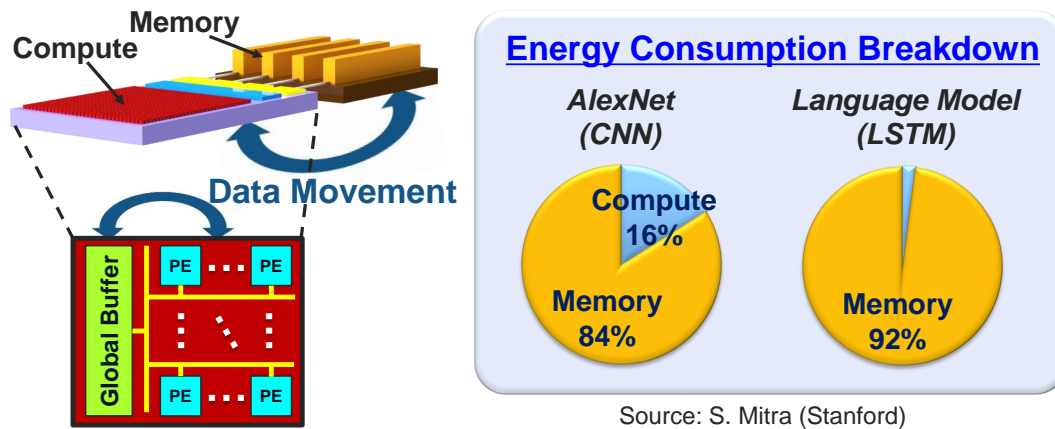 Memory
Compute
Data Movement
Global Buffer
PE
PE
PE
PE
Energy Consumption Breakdown
AlexNet
(CNN)
Compute
16%
Memory
84%
Language Model
(LSTM)
Memory
92%
Source: S. Mitra (Stanford)